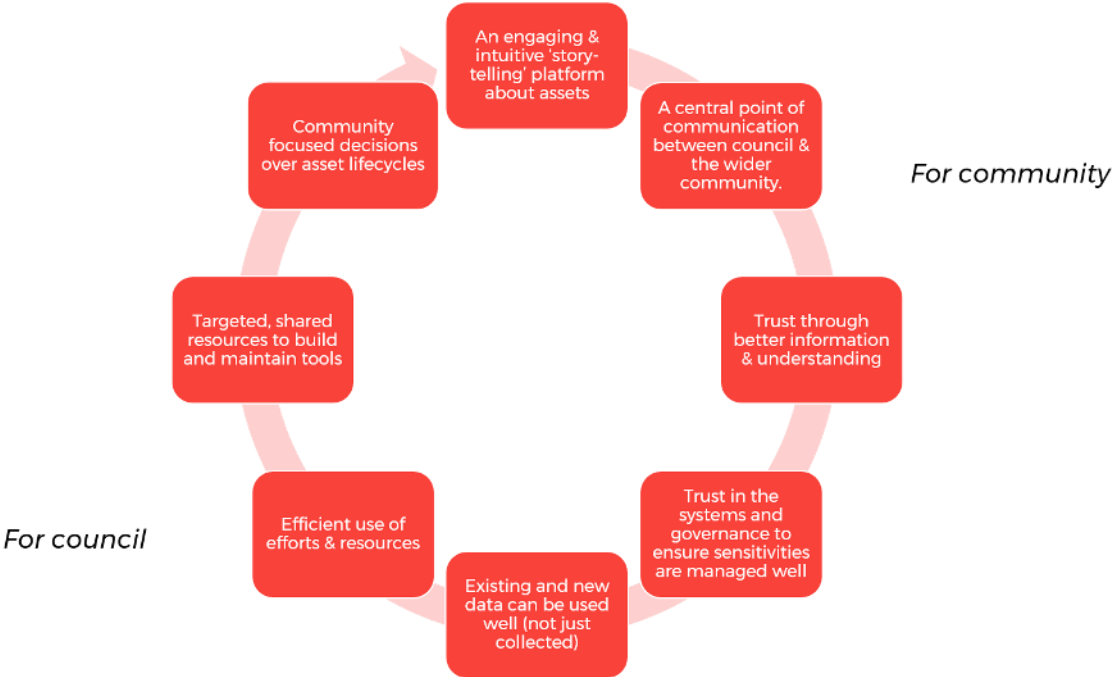 An engaging &
intuitive ‘story-
telling’ platform
about assets
A central point of
communication
between council &
the wider
community.
For community
Trust through
better information
& understanding
Trust in the
systems and
governance to
ensure sensitivities
are managed well
Existing and new
data can be used
well (not just
collected)
Efficient use of
efforts & resources
For council
Targeted, shared
resources to build
and maintain tools
Community
focused decisions
over asset lifecycles